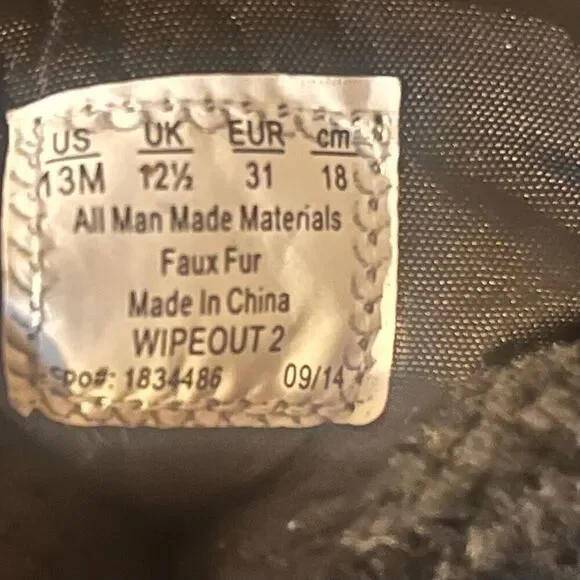 US UK EUR cm
13M 12½ 31 18
All Man Made Materials
Faux Fur
Made In China
WIPEOUT 2
SPO#: 1834486 09/14